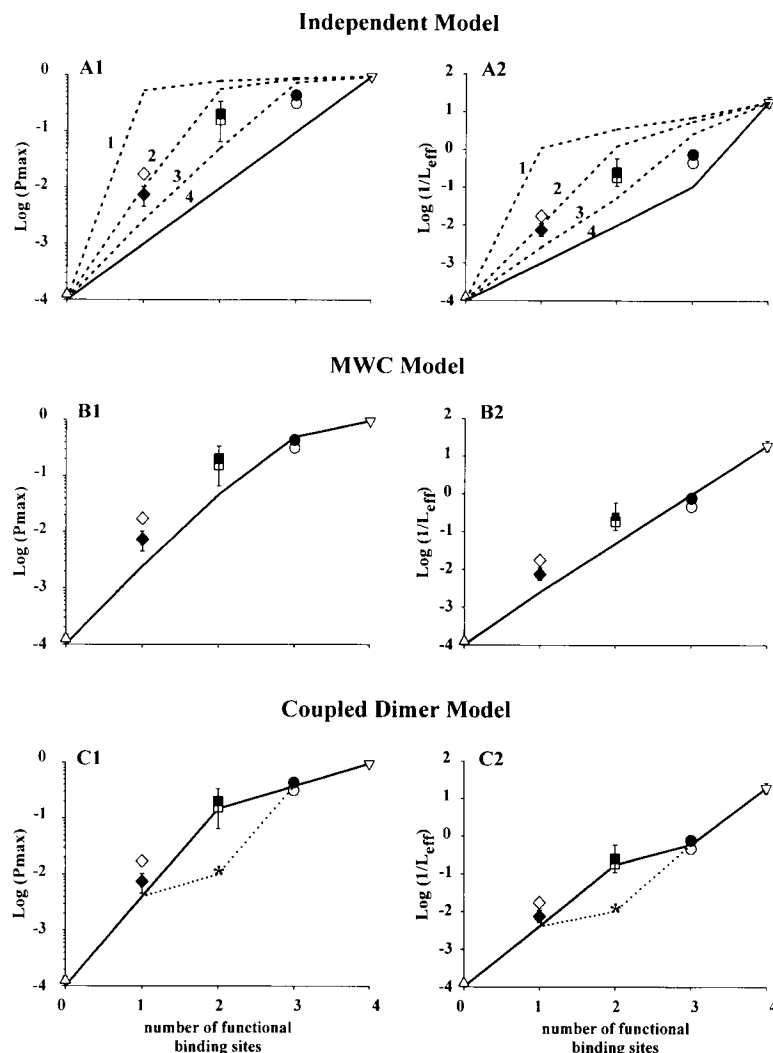 Independent Model
A1
0
-1
-2
-3
-4
Log (Pmax)
1
2
3
4
A2
2
1
0
-1
-2
-3
-4
Log (1/L_eff)
1
2
3
4
MWC Model
B1
0
-1
-2
-3
-4
Log (Pmax)
B2
2
1
0
-1
-2
-3
-4
Log (1/L_eff)
Coupled Dimer Model
C1
0
-1
-2
-3
-4
Log (Pmax)
*
0 1 2 3 4
number of functional
binding sites
C2
2
1
0
-1
-2
-3
-4
Log (1/L_eff)
*
0 1 2 3 4
number of functional
binding sites